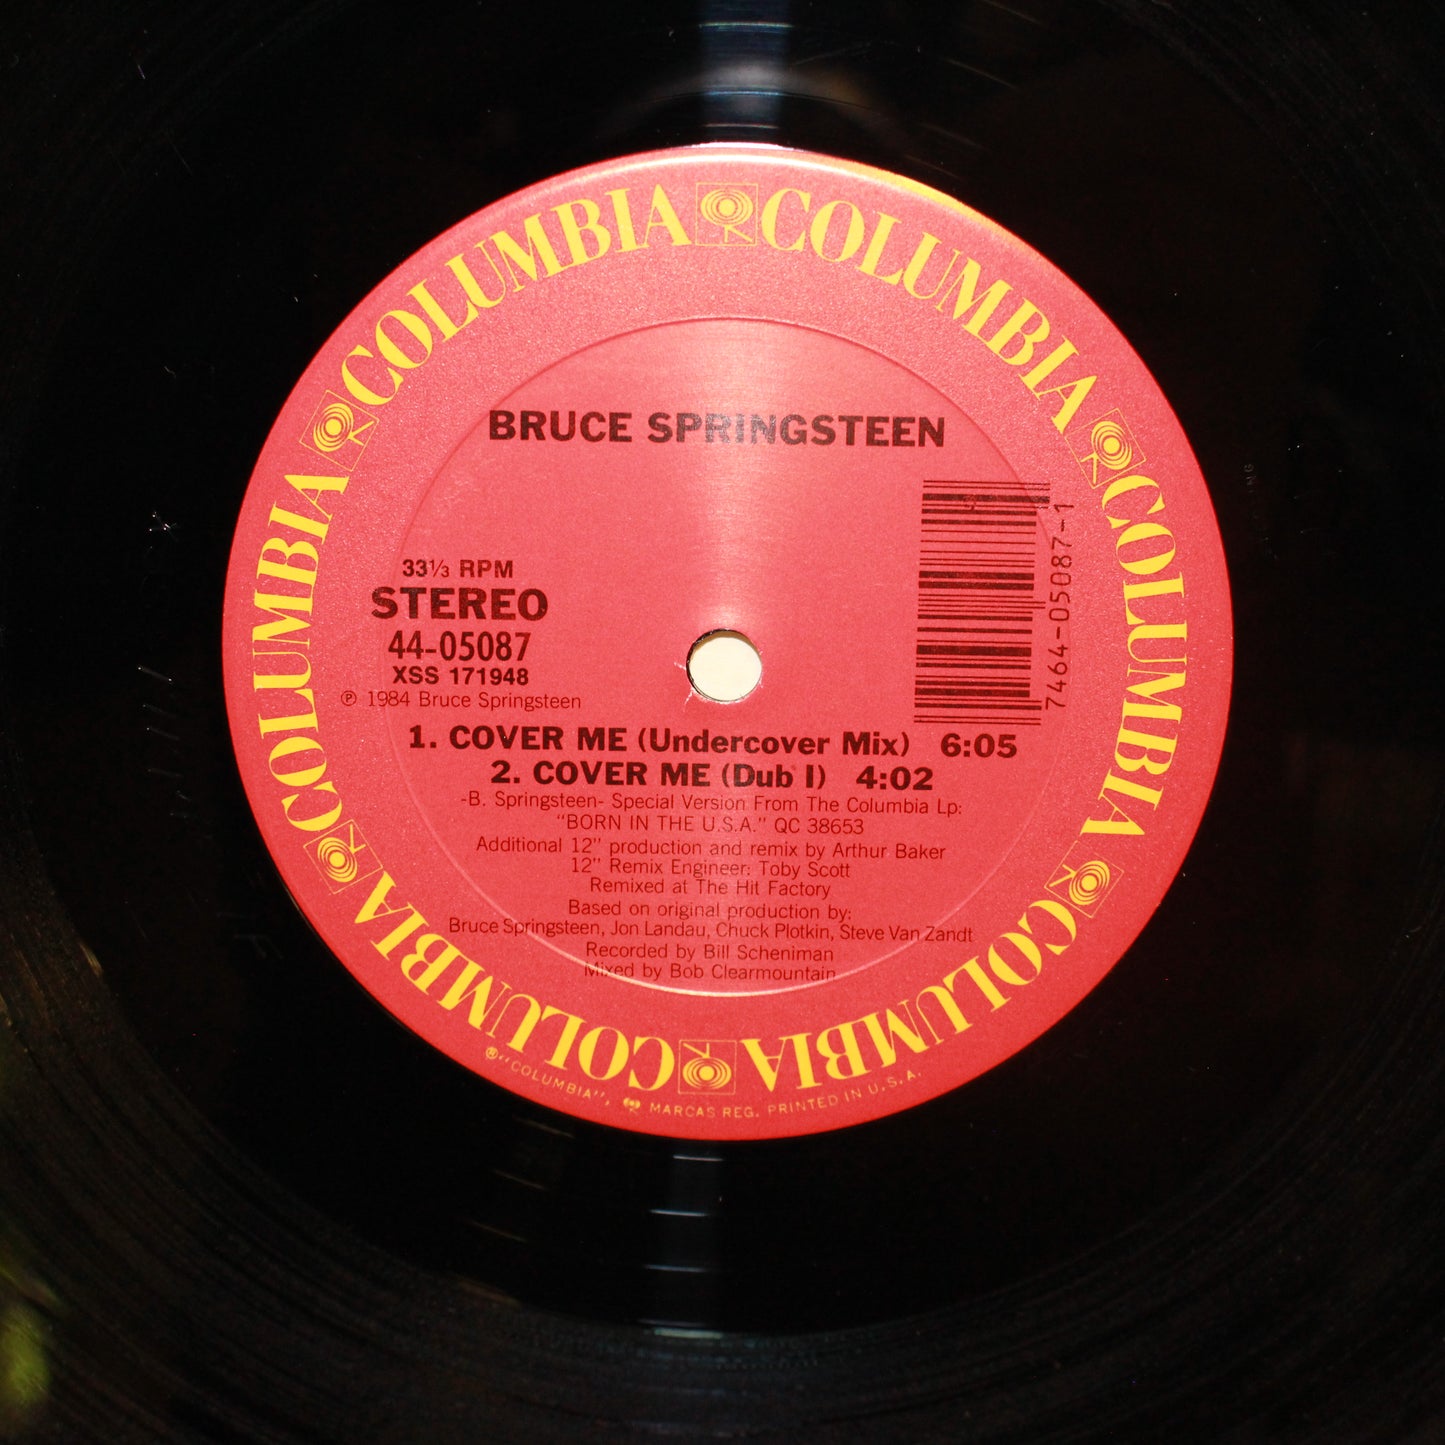 COLUMBIA COLUMBIA COLUMBIA COLUMBIA COLUMBIA COLUMBIA COLUMBIA
BRUCE SPRINGSTEEN
33⅓ RPM
STEREO
44-05087
XSS 171948
℗ 1984 Bruce Springsteen
7464-05087-1
1. COVER ME (Undercover Mix) 6:05
2. COVER ME (Dub I) 4:02
-B. Springsteen- Special Version From The Columbia Lp:
"BORN IN THE U.S.A." QC 38653
Additional 12" production and remix by Arthur Baker
12" Remix Engineer: Toby Scott
Remixed at The Hit Factory
Based on original production by:
Bruce Springsteen, Jon Landau, Chuck Plotkin, Steve Van Zandt
Recorded by Bill Scheniman
Mixed by Bob Clearmountain
®"COLUMBIA", MARCAS REG. PRINTED IN U.S.A.